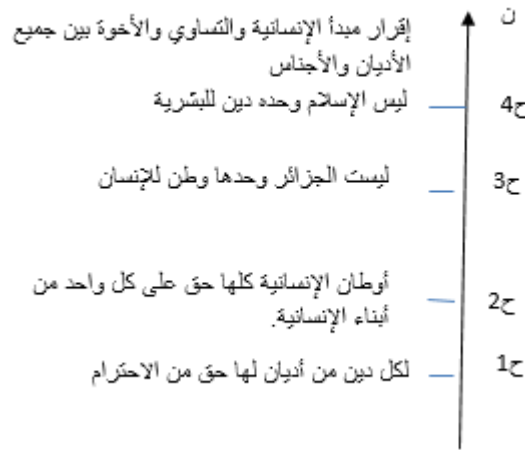 ن
إقرار مبدأ الإنسانية والتساوي والأخوة بين جميع
الأديان والأجناس
ح4 ليس الإسلام وحده دين للبشرية
ح3 ليست الجزائر وحدها وطن للإنسان
ح2 أوطان الإنسانية كلها حق على كل واحد من
أبناء الإنسانية.
ح1 لكل دين من أديان لها حق من الاحترام